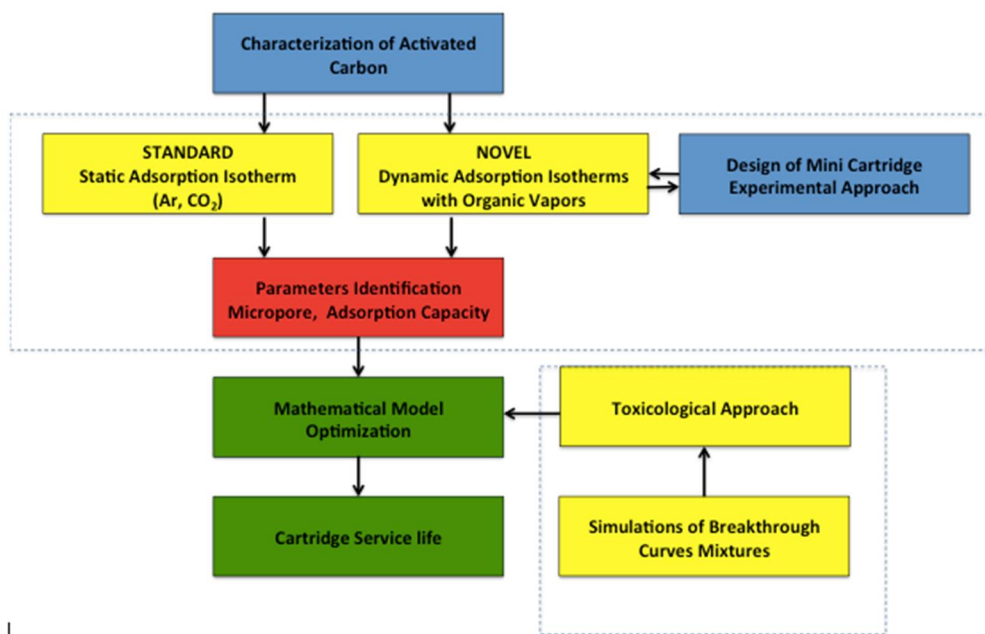 Characterization of Activated
Carbon
STANDARD
Static Adsorption Isotherm
(Ar, CO₂)
NOVEL
Dynamic Adsorption Isotherms
with Organic Vapors
Design of Mini Cartridge
Experimental Approach
Parameters Identification
Micropore, Adsorption Capacity
Mathematical Model
Optimization
Toxicological Approach
Cartridge Service life
Simulations of Breakthrough
Curves Mixtures